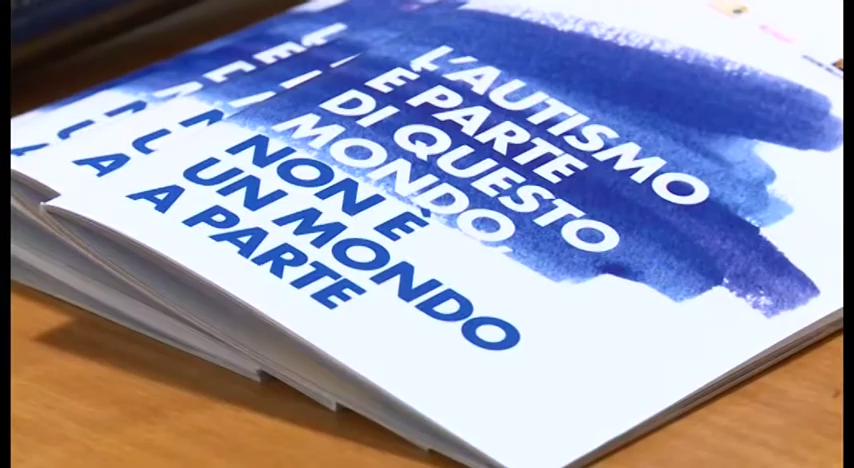 L'AUTISMO
E PARTE
DI QUESTO
MONDO,
NON È
UN MONDO
A PARTE